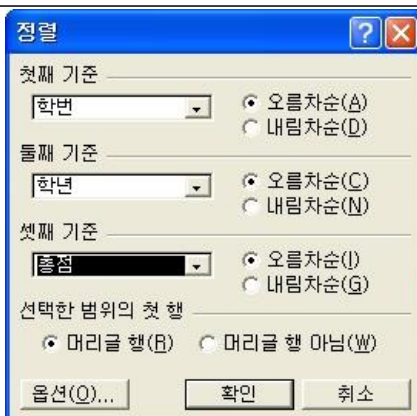 정렬
첫째 기준
학번
오름차순(A)
내림차순(D)
둘째 기준
학년
오름차순(C)
내림차순(N)
셋째 기준
총점
오름차순(I)
내림차순(G)
선택한 범위의 첫 행
머리글 행(R) 머리글 행 아님(W)
옵션(O)... 확인 취소